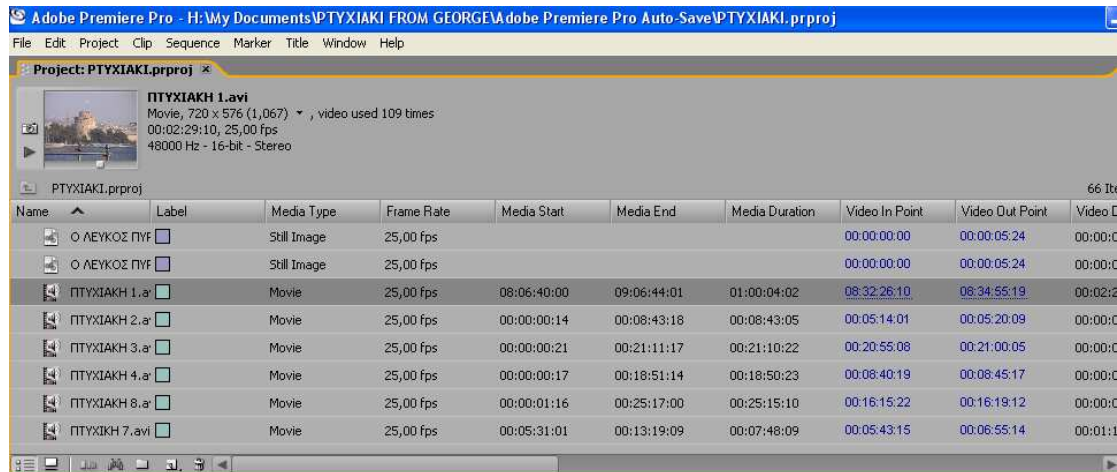 Adobe Premiere Pro - H:\My Documents\PTYXIAKI FROM GEORGE\Adobe Premiere Pro Auto-Save\PTYXIAKI.prproj
File Edit Project Clip Sequence Marker Title Window Help
Project: PTYXIAKI.prproj
ΠΤΥΧΙΑΚΗ 1.avi
Movie, 720 x 576 (1,067) , video used 109 times
00:02:29:10, 25,00 fps
48000 Hz - 16-bit - Stereo
PTYXIAKI.prproj 66 Ite
Name Label Media Type Frame Rate Media Start Media End Media Duration Video In Point Video Out Point Video D
Ο ΛΕΥΚΟΣ ΠΥΡ Still Image 25,00 fps 00:00:00:00 00:00:05:24 00:00:0
Ο ΛΕΥΚΟΣ ΠΥΡ Still Image 25,00 fps 00:00:00:00 00:00:05:24 00:00:0
ΠΤΥΧΙΑΚΗ 1.a Movie 25,00 fps 08:06:40:00 09:06:44:01 01:00:04:02 08:32:26:10 08:34:55:19 00:02:2
ΠΤΥΧΙΑΚΗ 2.a Movie 25,00 fps 00:00:00:14 00:08:43:18 00:08:43:05 00:05:14:01 00:05:20:09 00:00:0
ΠΤΥΧΙΑΚΗ 3.a Movie 25,00 fps 00:00:00:21 00:21:11:17 00:21:10:22 00:20:55:08 00:21:00:05 00:00:0
ΠΤΥΧΙΑΚΗ 4.a Movie 25,00 fps 00:00:00:17 00:18:51:14 00:18:50:23 00:08:40:19 00:08:45:17 00:00:0
ΠΤΥΧΙΑΚΗ 8.a Movie 25,00 fps 00:00:01:16 00:25:17:00 00:25:15:10 00:16:15:22 00:16:19:12 00:00:0
ΠΤΥΧΙΚΗ 7.avi Movie 25,00 fps 00:05:31:01 00:13:19:09 00:07:48:09 00:05:43:15 00:06:55:14 00:01:1